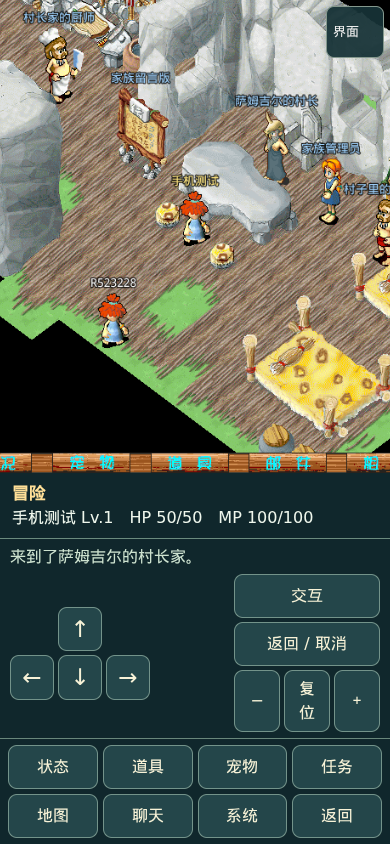 村长家的厨师
界面
家族留言版
萨姆吉尔的村长
家族管理员
手机测试
村子里的
R523228
宠 物
道 具
邮 件
冒险
手机测试 Lv.1 HP 50/50 MP 100/100
来到了萨姆吉尔的村长家。
交互
↑
返回 / 取消
← ↓ →
− 复位 +
状态 道具 宠物 任务
地图 聊天 系统 返回